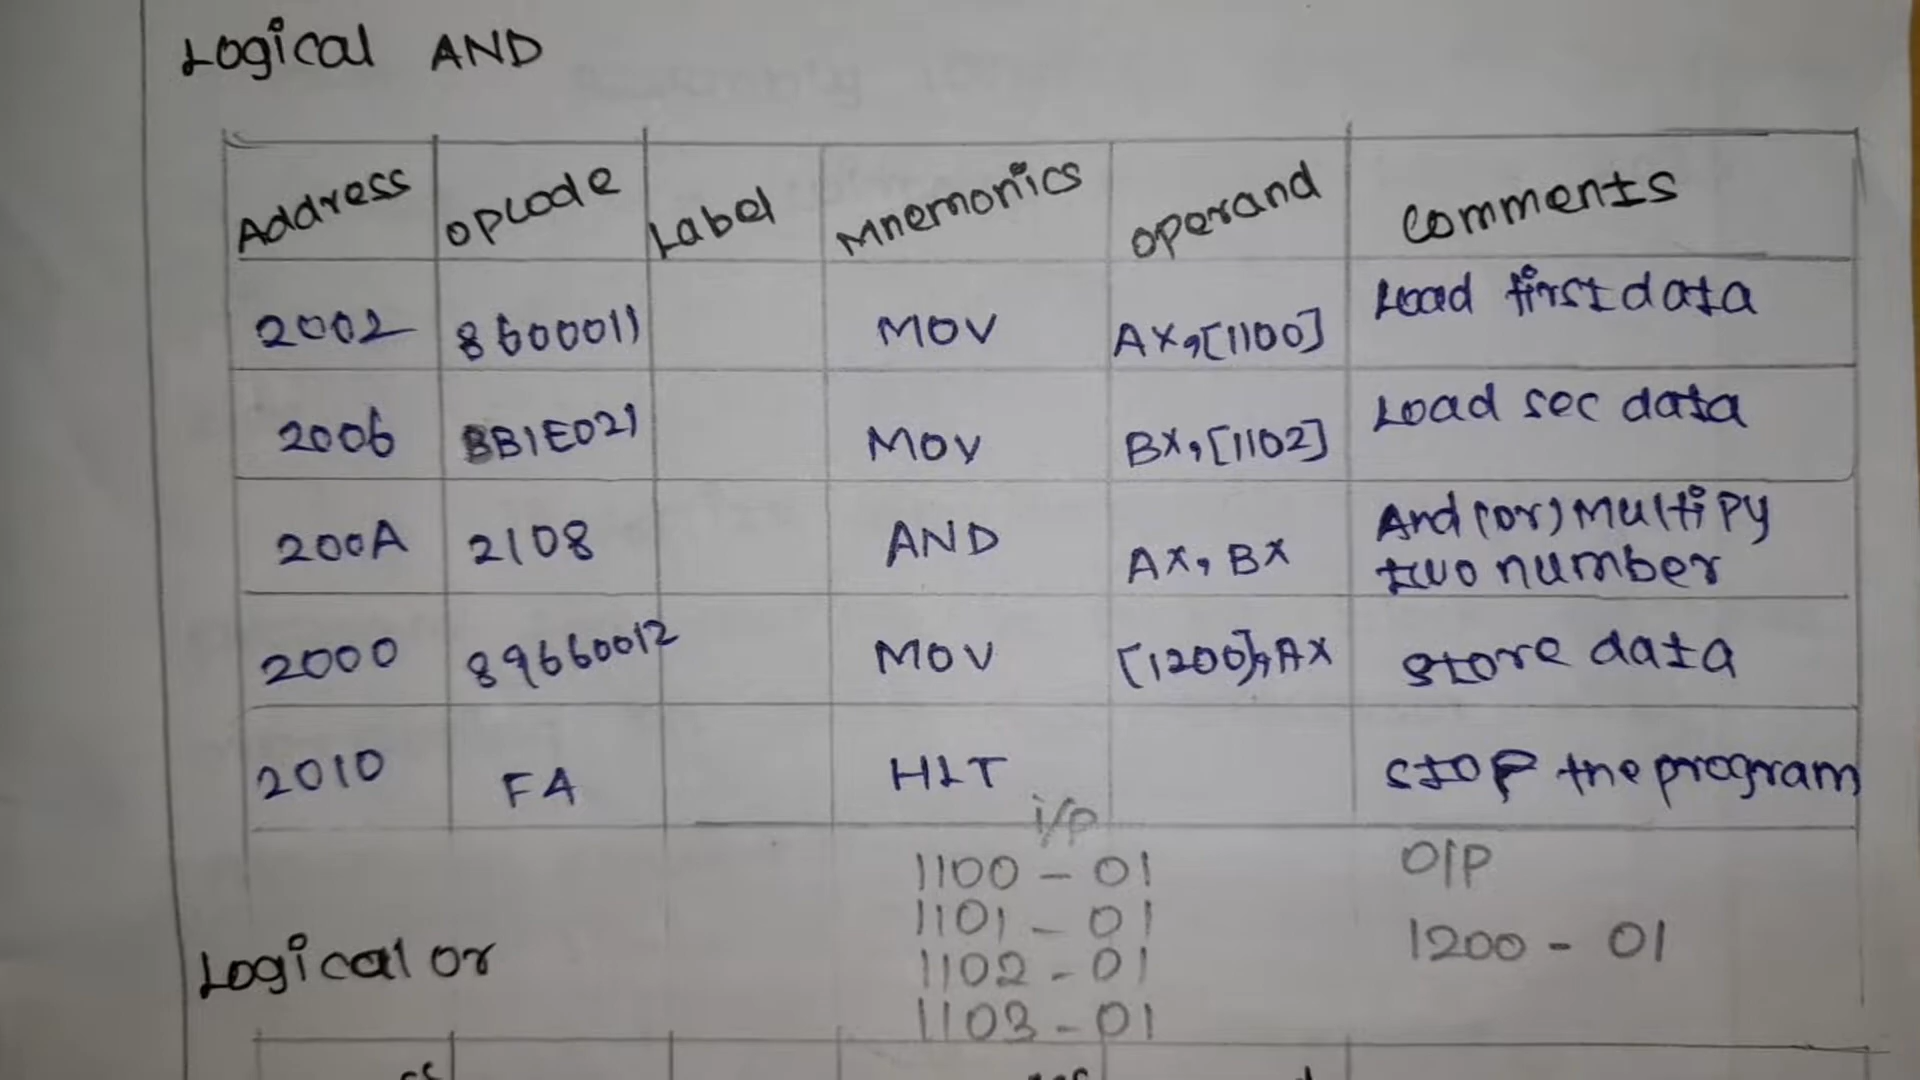 Logical AND
Address opcode Label Mnemonics operand comments
2002 8600011 MOV AX,[1100] Load first data
2006 8B1E021 MOV BX,[1102] Load sec data
200A 2108 AND AX, BX And (or) Multipy
two number
2000 89660012 MOV [1200],AX store data
2010 F4 HLT stop the program
i/p
1100 - 01 O/P
1101 - 01
1200 - 01
1102 - 01
Logical or
1103 - 01